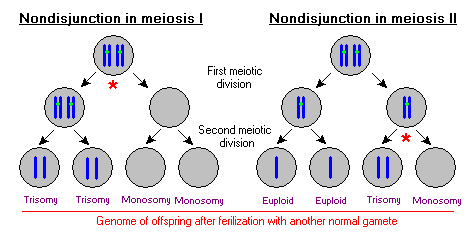 Nondisjunction in meiosis I
Nondisjunction in meiosis II
First meiotic
division
*
Second meiotic
division
*
Trisomy Trisomy Monosomy Monosomy
Euploid Euploid Trisomy Monosomy
Genome of offspring after ferilization with another normal gamete